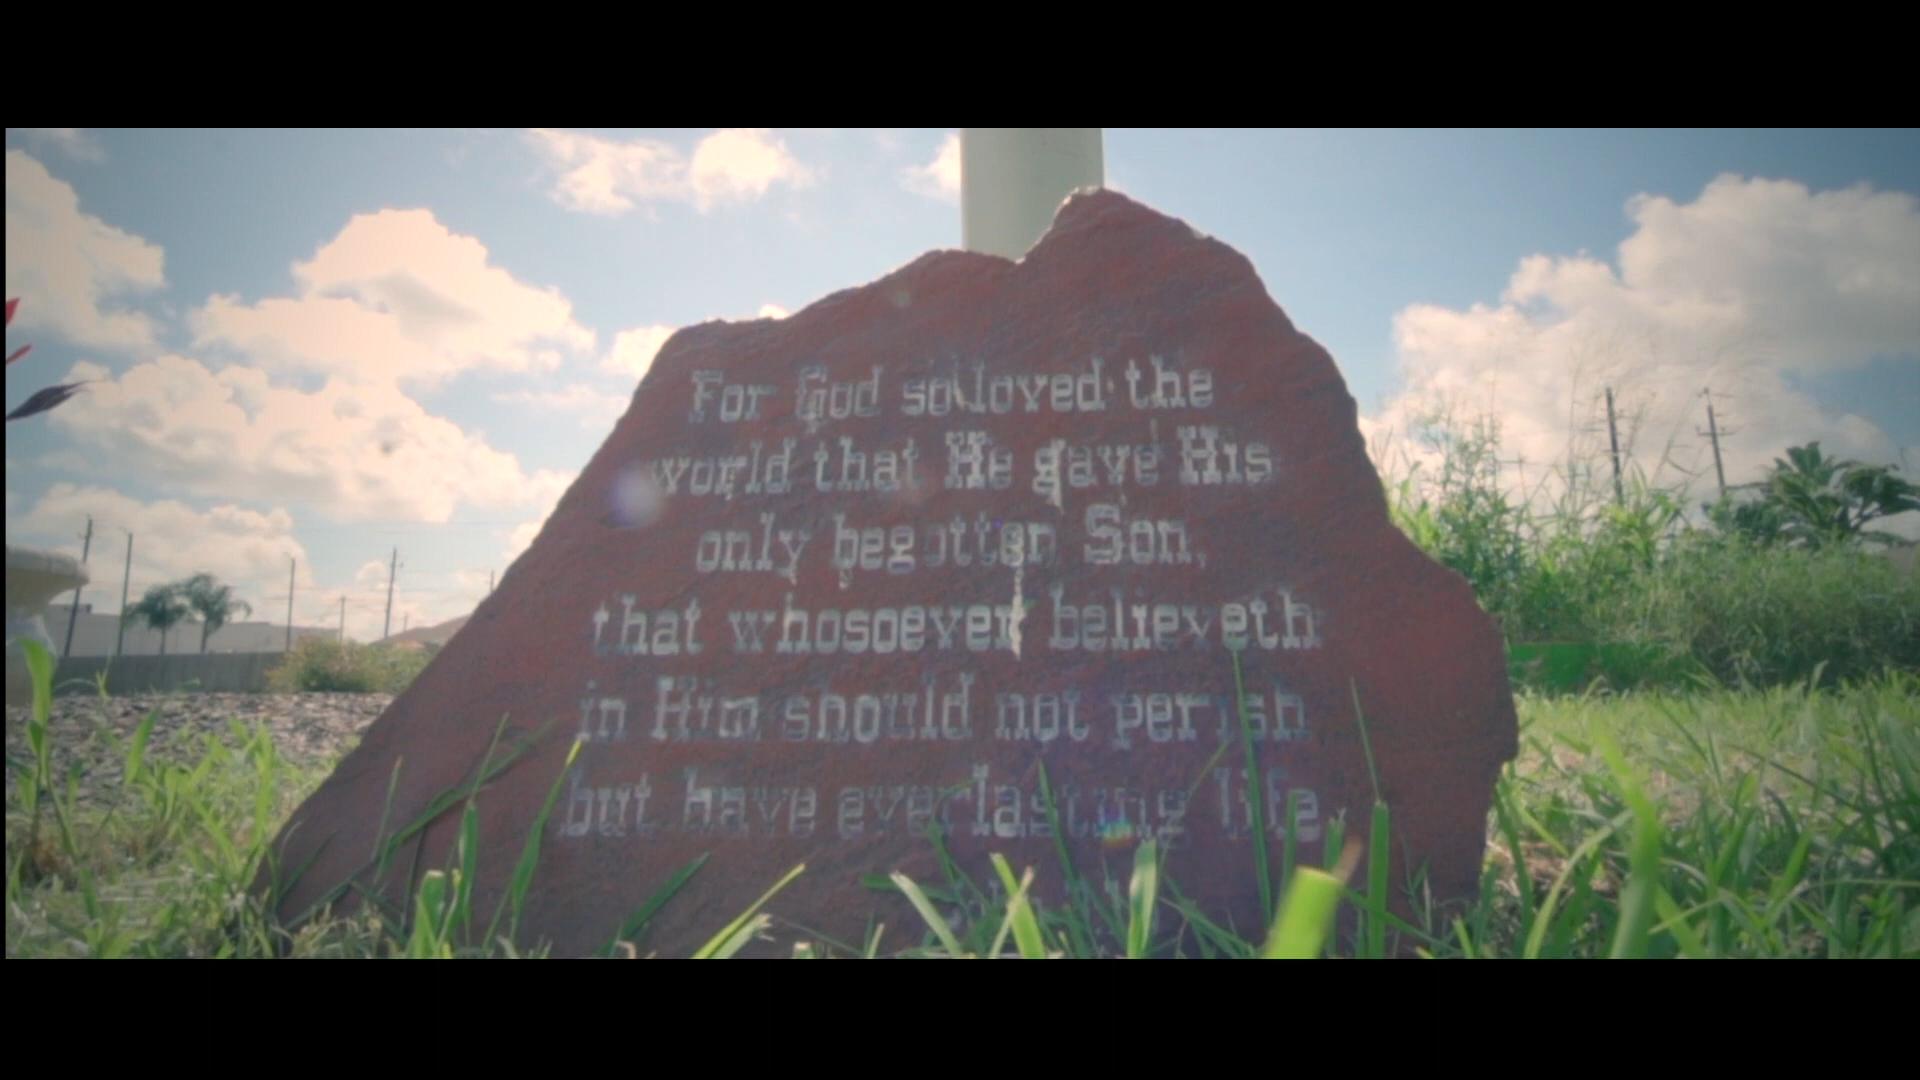 For God so loved the
world that He gave His
only begotten Son,
that whosoever believeth
in Him should not perish
but have everlasting life.